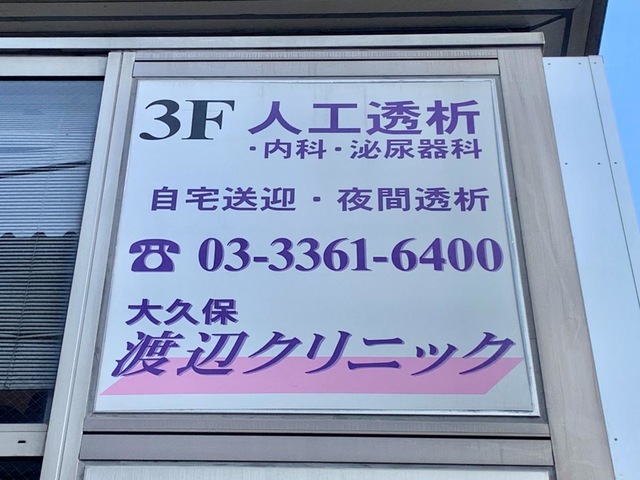 3F 人工透析
・内科・泌尿器科
自宅送迎・夜間透析
☎ 03-3361-6400
大久保
渡辺クリニック